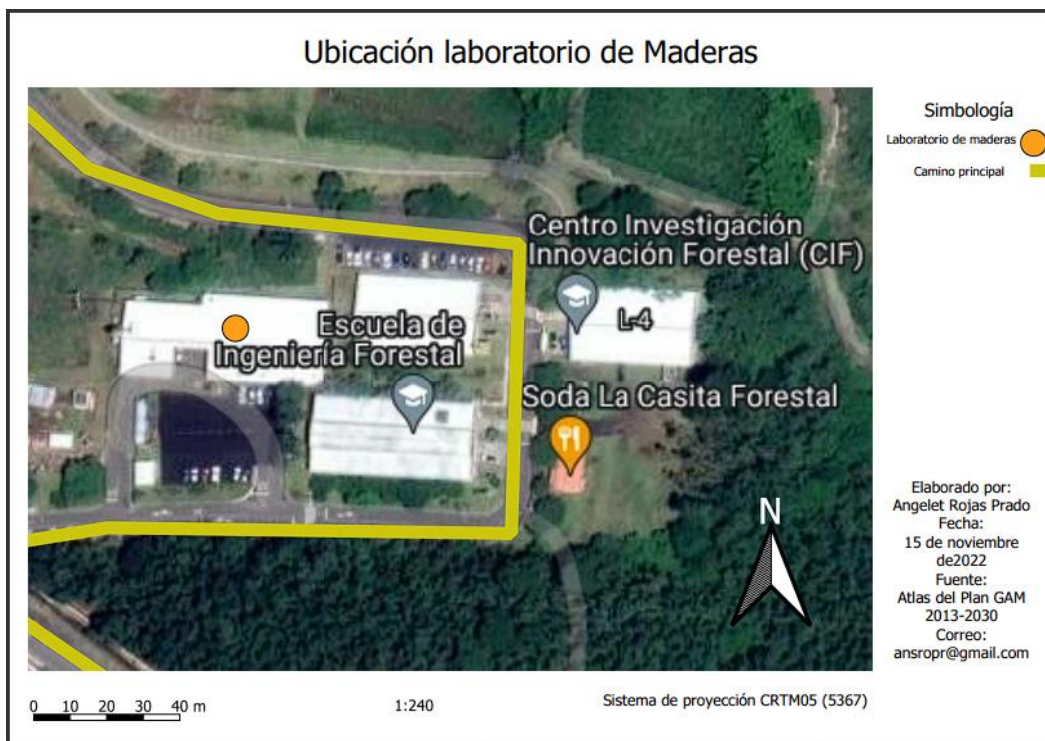 Ubicación laboratorio de Maderas
Simbología
Laboratorio de maderas
Camino principal
Centro Investigación
Innovación Forestal (CIF)
L-4
Escuela de
Ingeniería Forestal
Soda La Casita Forestal
N
Elaborado por:
Angelet Rojas Prado
Fecha:
15 de noviembre
de2022
Fuente:
Atlas del Plan GAM
2013-2030
Correo:
ansropr@gmail.com
0 10 20 30 40 m
1:240
Sistema de proyección CRTM05 (5367)